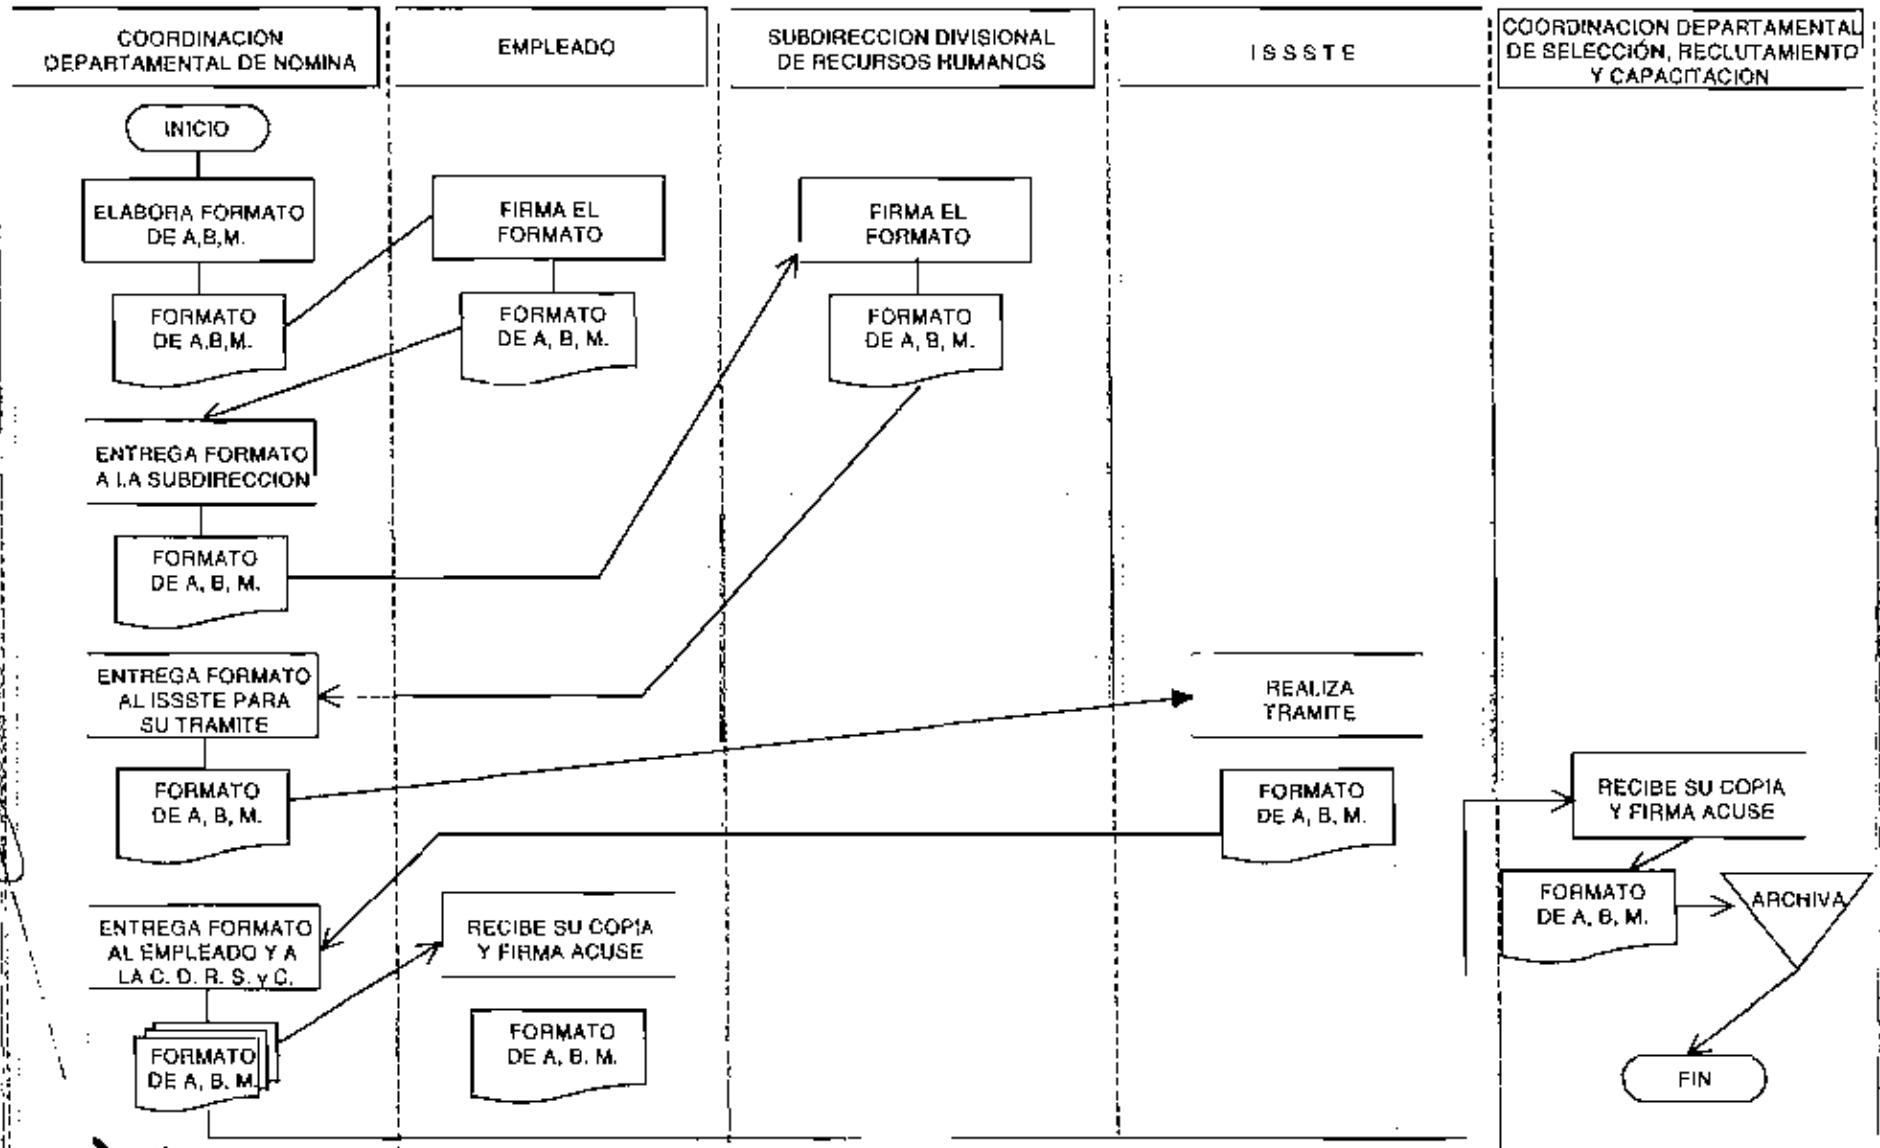 COORDINACION
DEPARTAMENTAL DE NOMINA
EMPLEADO
SUBDIRECCION DIVISIONAL
DE RECURSOS HUMANOS
ISSSTE
COORDINACION DEPARTAMENTAL
DE SELECCIÓN, RECLUTAMIENTO
Y CAPACITACION
INICIO
ELABORA FORMATO
DE A,B,M.
FIRMA EL
FORMATO
FIRMA EL
FORMATO
FORMATO
DE A,B,M.
FORMATO
DE A, B, M.
FORMATO
DE A, B, M.
ENTREGA FORMATO
A LA SUBDIRECCION
FORMATO
DE A, B, M.
ENTREGA FORMATO
AL ISSSTE PARA
SU TRAMITE
REALIZA
TRAMITE
FORMATO
DE A, B, M.
FORMATO
DE A, B, M.
RECIBE SU COPIA
Y FIRMA ACUSE
ENTREGA FORMATO
AL EMPLEADO Y A
LA C. D. R. S. y C.
RECIBE SU COPIA
Y FIRMA ACUSE
FORMATO
DE A, B, M.
ARCHIVA
FORMATO
DE A, B, M.
FORMATO
DE A, B. M.
FIN